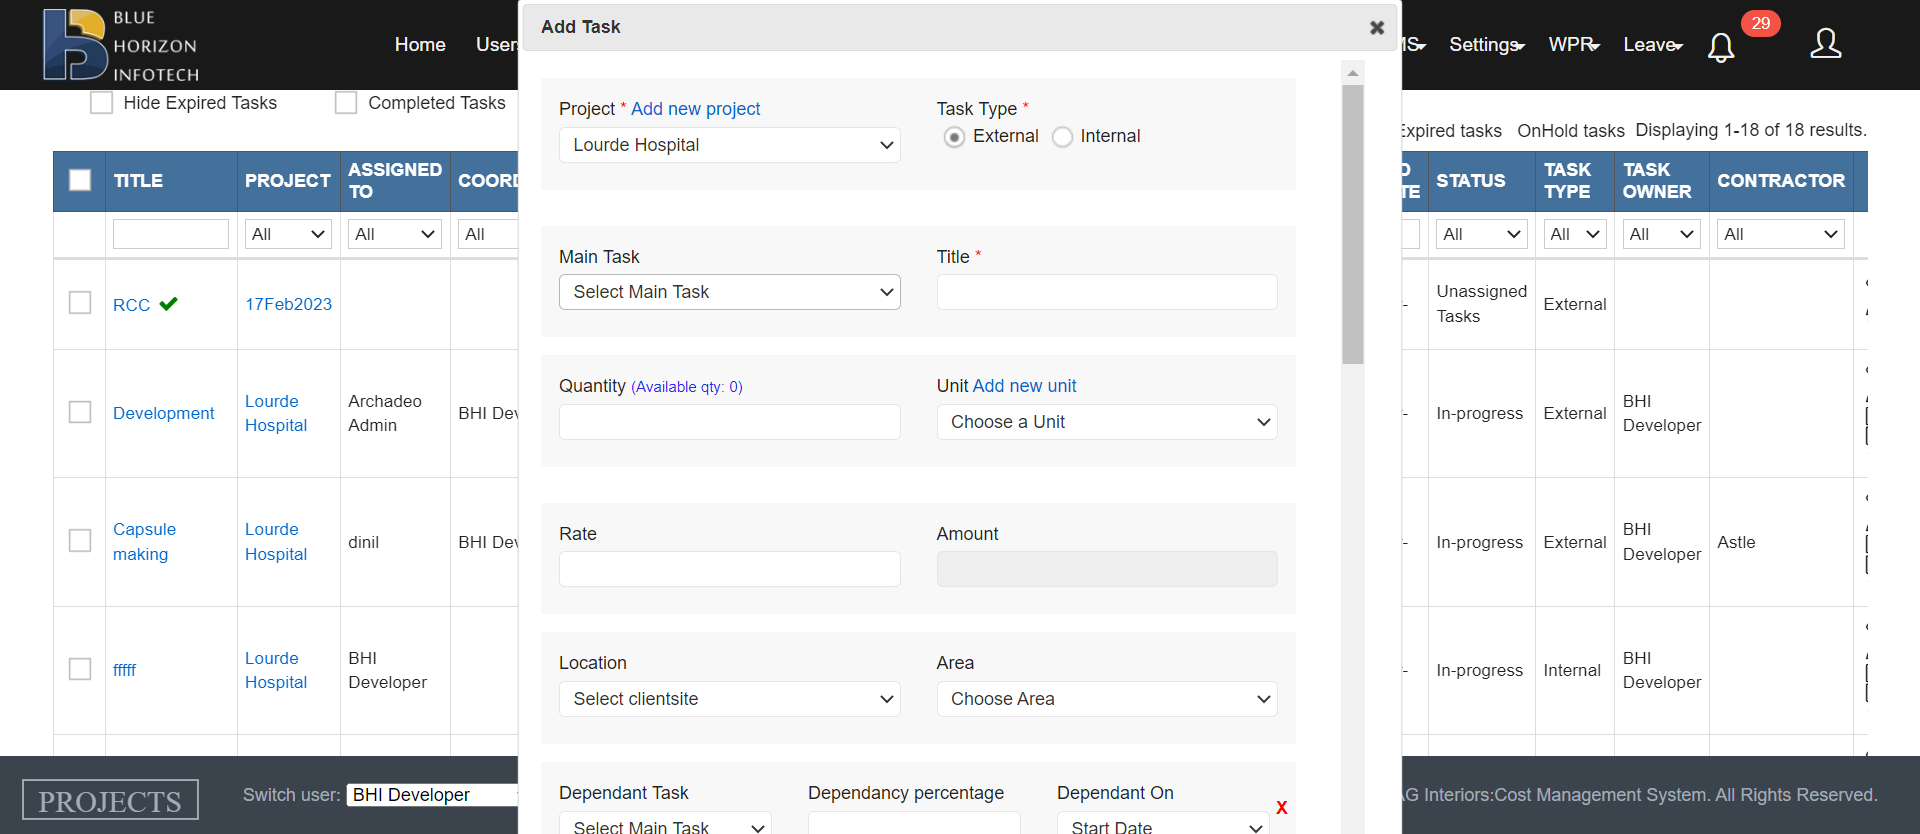 BLUE
HORIZON
INFOTECH
Home
Settings
WPR
Leave
29
Add Task
Hide Expired Tasks
Completed Tasks
Expired tasks
OnHold tasks
Displaying 1-18 of 18 results.
Project * Add new project
Lourde Hospital
Task Type *
External
Internal
Main Task
Select Main Task
Title *
Quantity (Available qty: 0)
Unit Add new unit
Choose a Unit
Rate
Amount
Location
Select clientsite
Area
Choose Area
Dependant Task
Select Main Task
Dependancy percentage
Dependant On
Start Date
X
TITLE
PROJECT
ASSIGNED
TO
STATUS
TASK
TYPE
TASK
OWNER
CONTRACTOR
All
All
All
All
All
All
All
RCC
17Feb2023
Unassigned
Tasks
External
Development
Lourde
Hospital
Archadeo
Admin
BHI
In-progress
External
BHI
Developer
Capsule
making
Lourde
Hospital
dinil
BHI
In-progress
External
BHI
Developer
Astle
fffff
Lourde
Hospital
BHI
Developer
In-progress
Internal
BHI
Developer
PROJECTS
Switch user:
BHI Developer
Interiors:Cost Management System. All Rights Reserved.